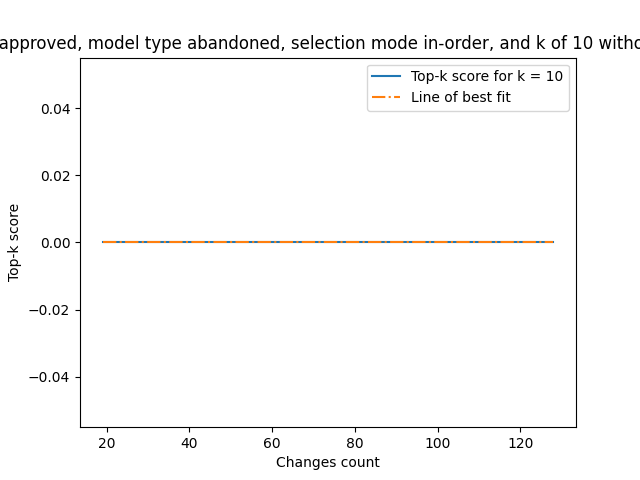 approved, model type abandoned, selection mode in-order, and k of 10
Top-k score for k = 10
Line of best fit
0.04
0.02
0.00
−0.02
−0.04
Top-k score
20 40 60 80 100 120
Changes count